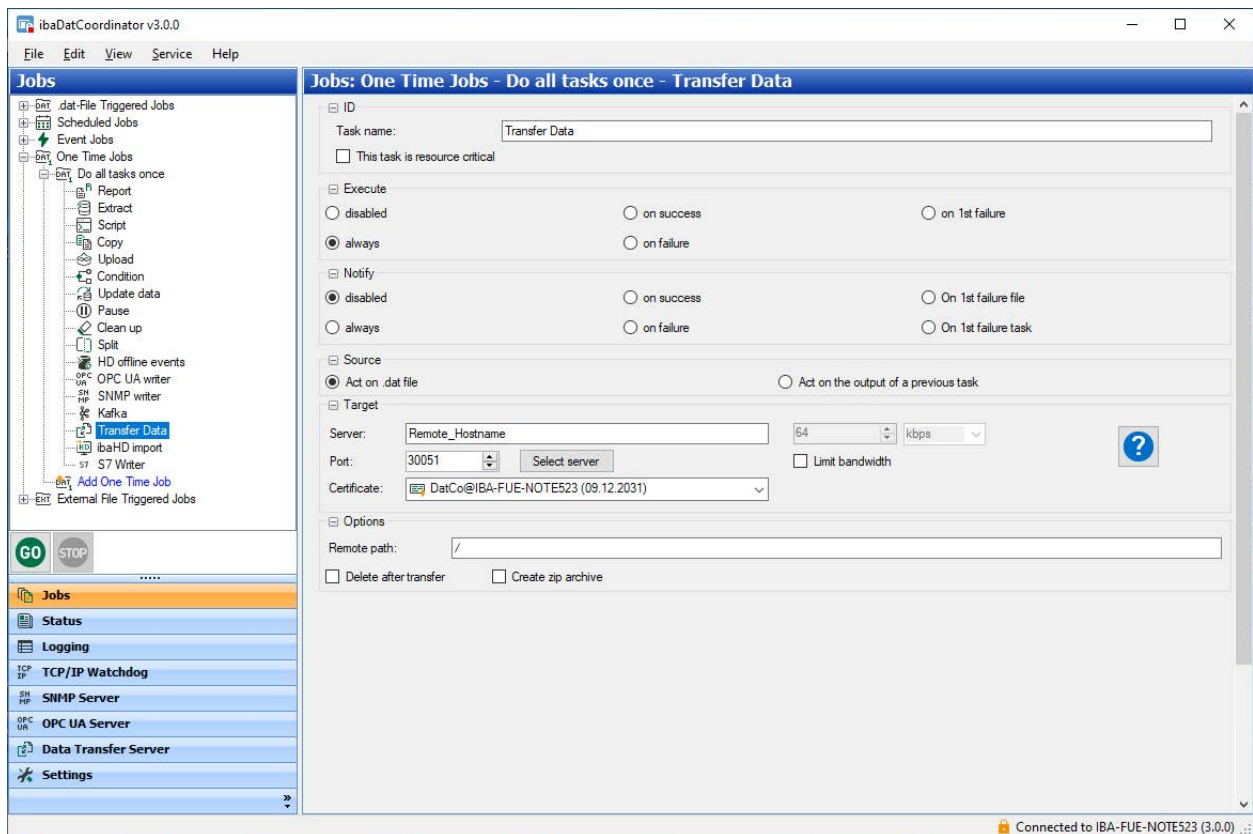 ibaDatCoordinator v3.0.0
File Edit View Service Help
Jobs
.dat-File Triggered Jobs
Scheduled Jobs
Event Jobs
One Time Jobs
Do all tasks once
Report
Extract
Script
Copy
Upload
Condition
Update data
Pause
Clean up
Split
HD offline events
OPC UA writer
SNMP writer
Kafka
Transfer Data
ibaHD import
S7 Writer
Add One Time Job
External File Triggered Jobs
GO STOP
Jobs
Status
Logging
TCP/IP Watchdog
SNMP Server
OPC UA Server
Data Transfer Server
Settings
Jobs: One Time Jobs - Do all tasks once - Transfer Data
ID
Task name: Transfer Data
This task is resource critical
Execute
disabled on success on 1st failure
always on failure
Notify
disabled on success On 1st failure file
always on failure On 1st failure task
Source
Act on .dat file Act on the output of a previous task
Target
Server: Remote_Hostname 64 kbps
Port: 30051 Select server Limit bandwidth
Certificate: DatCo@IBA-FUE-NOTE523 (09.12.2031)
Options
Remote path: /
Delete after transfer Create zip archive
Connected to IBA-FUE-NOTE523 (3.0.0)